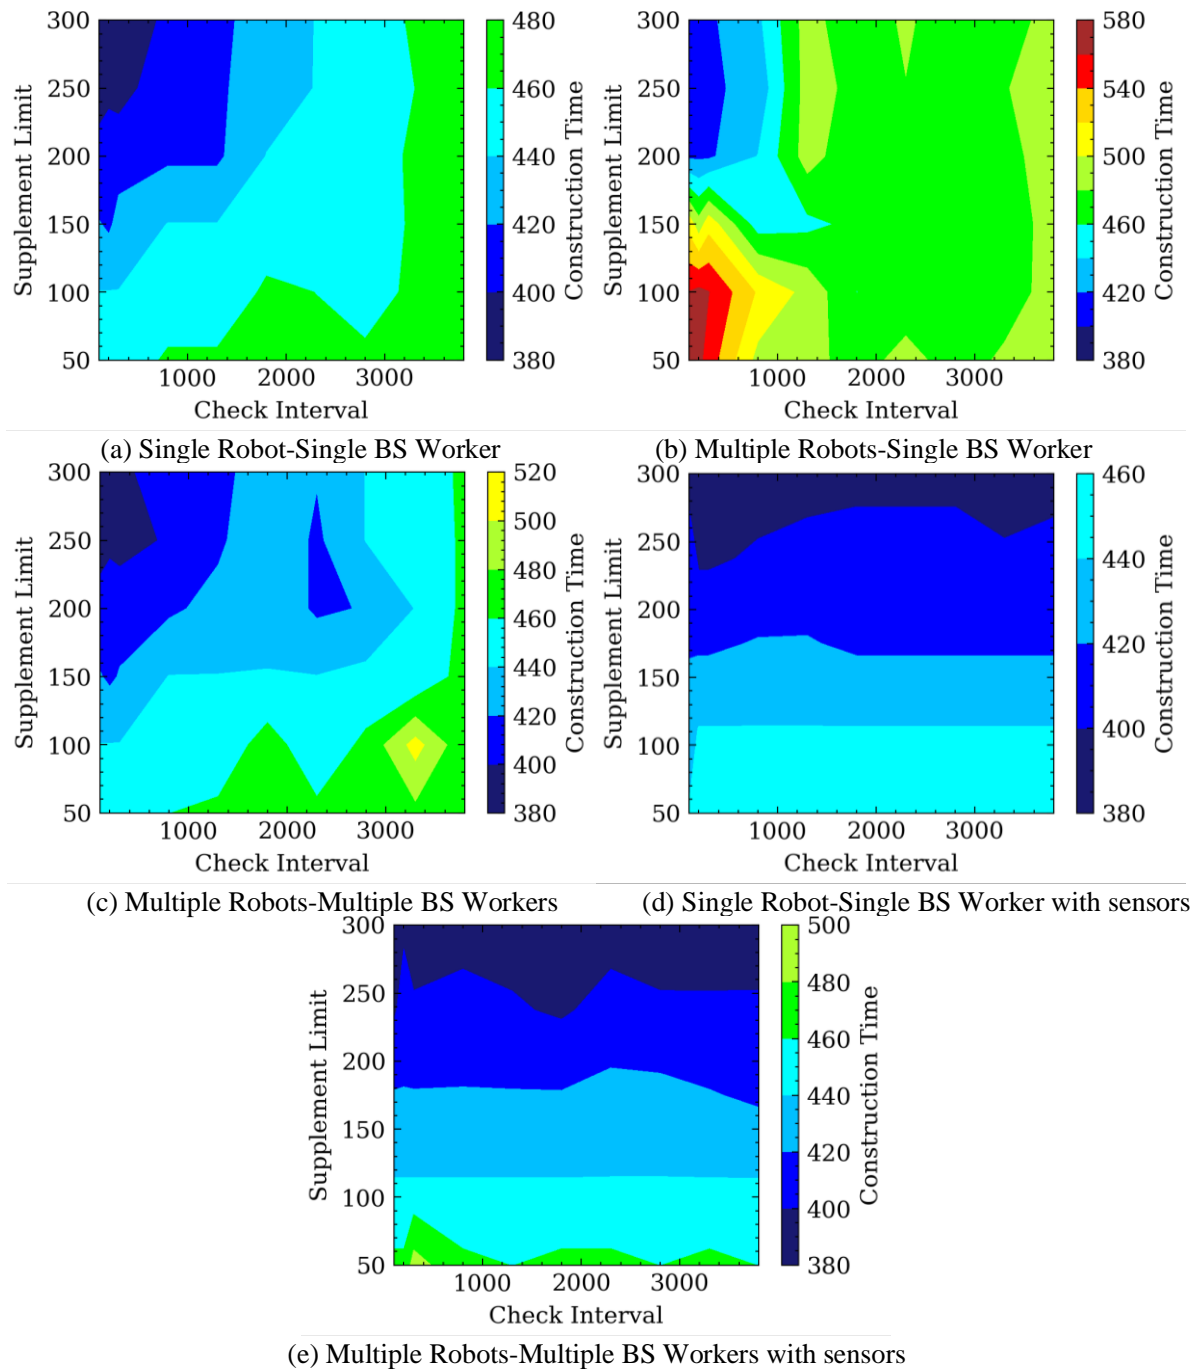 300
250
200
150
100
50
Supplement Limit
1000 2000 3000
Check Interval
480
460
440
420
400
380
Construction Time
(a) Single Robot-Single BS Worker
300
250
200
150
100
50
Supplement Limit
1000 2000 3000
Check Interval
580
540
500
460
420
380
Construction Time
(b) Multiple Robots-Single BS Worker
300
250
200
150
100
50
Supplement Limit
1000 2000 3000
Check Interval
520
500
480
460
440
420
400
380
Construction Time
(c) Multiple Robots-Multiple BS Workers
300
250
200
150
100
50
Supplement Limit
1000 2000 3000
Check Interval
460
440
420
400
380
Construction Time
(d) Single Robot-Single BS Worker with sensors
300
250
200
150
100
50
Supplement Limit
1000 2000 3000
Check Interval
500
480
460
440
420
400
380
Construction Time
(e) Multiple Robots-Multiple BS Workers with sensors